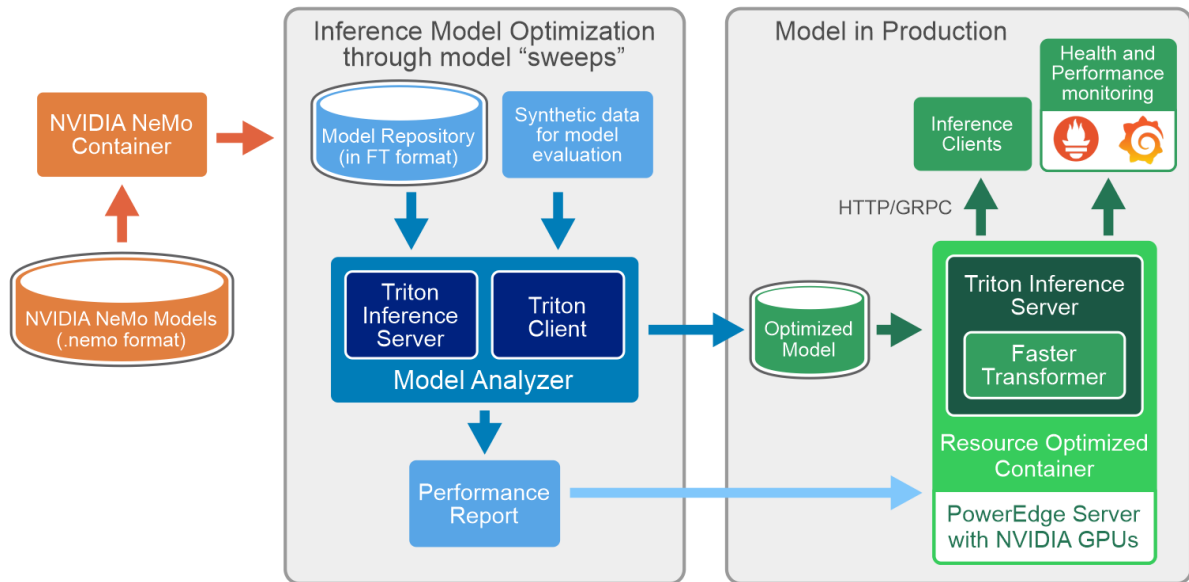 NVIDIA NeMo
Container
NVIDIA NeMo Models
(.nemo format)
Inference Model Optimization
through model “sweeps”
Model Repository
(in FT format)
Synthetic data
for model
evaluation
Triton
Inference
Server
Triton
Client
Model Analyzer
Performance
Report
Model in Production
Optimized
Model
Inference
Clients
Health and
Performance
monitoring
HTTP/GRPC
Triton Inference
Server
Faster
Transformer
Resource Optimized
Container
PowerEdge Server
with NVIDIA GPUs